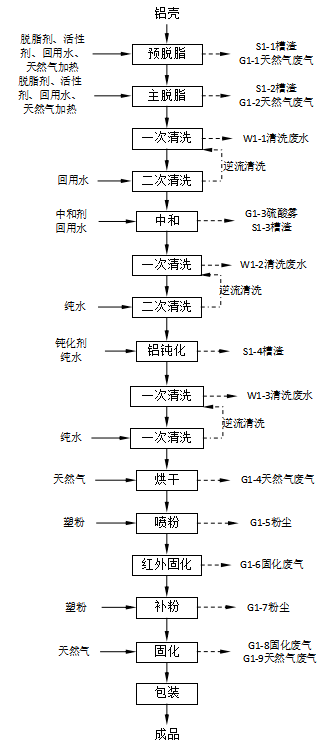 铝壳
脱脂剂、活性
剂、回用水、
天然气加热
预脱脂
S1-1槽渣
G1-1天然气废气
脱脂剂、活性
剂、回用水、
天然气加热
主脱脂
S1-2槽渣
G1-2天然气废气
一次清洗
W1-1清洗废水
逆流清洗
回用水
二次清洗
中和剂
回用水
中和
G1-3硫酸雾
S1-3槽渣
一次清洗
W1-2清洗废水
逆流清洗
纯水
二次清洗
钝化剂
纯水
铝钝化
S1-4槽渣
一次清洗
W1-3清洗废水
逆流清洗
纯水
一次清洗
天然气
烘干
G1-4天然气废气
塑粉
喷粉
G1-5粉尘
红外固化
G1-6固化废气
塑粉
补粉
G1-7粉尘
天然气
固化
G1-8固化废气
G1-9天然气废气
包装
成品